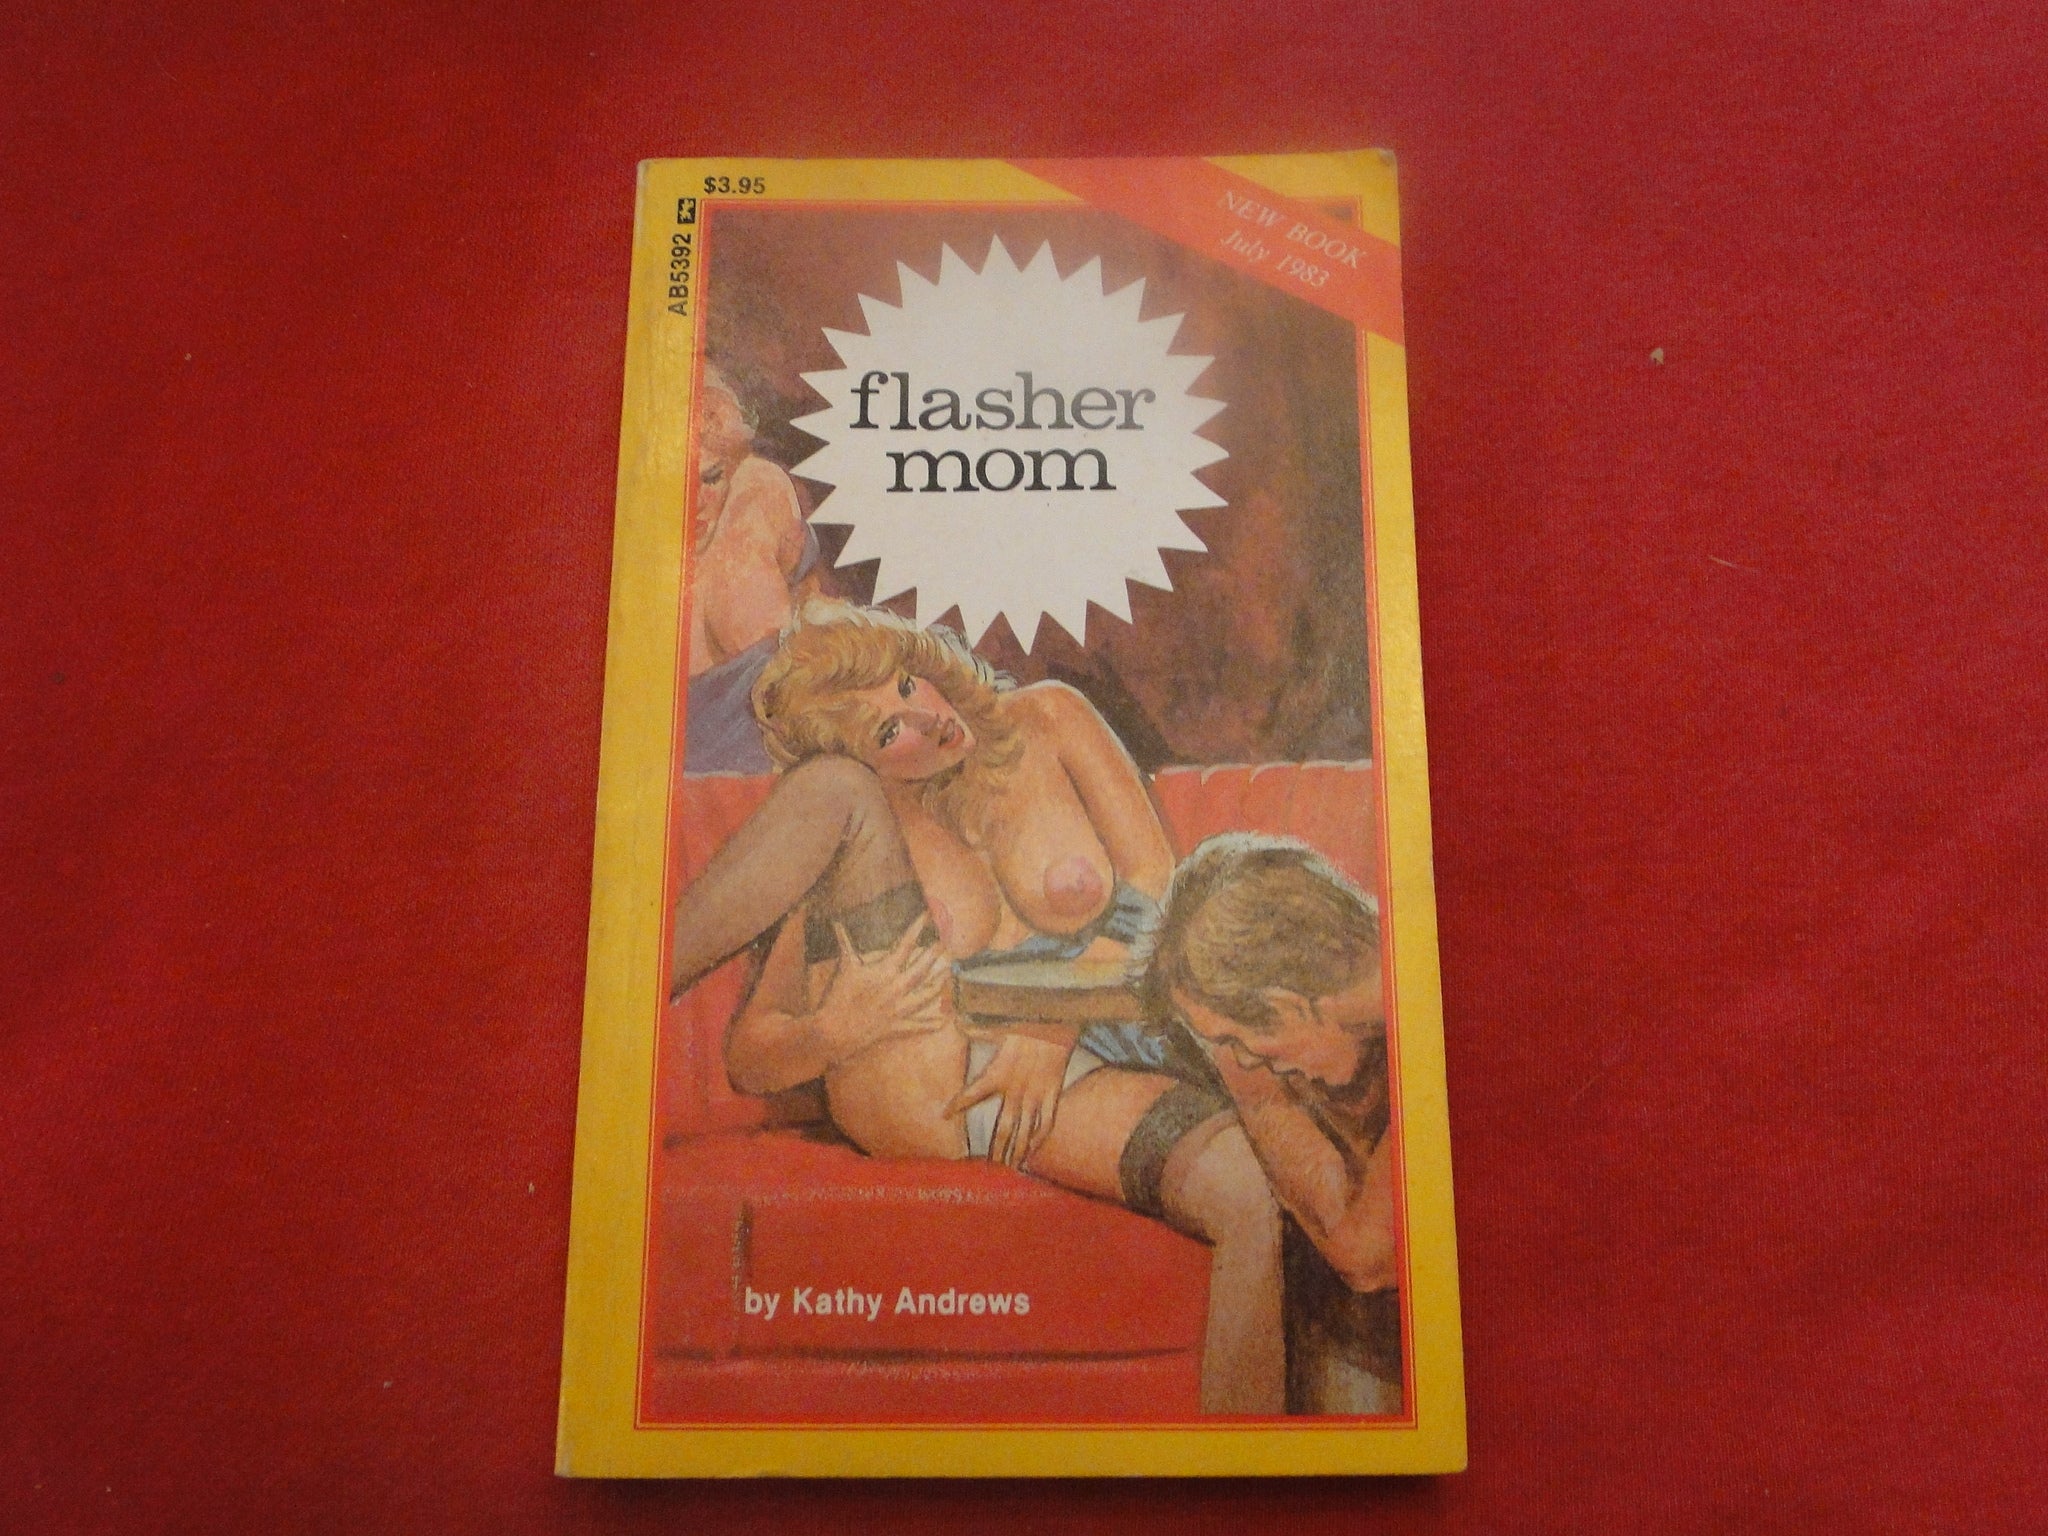 $3.95
AB5392
NEW BOOK
July 1983
flasher
mom
by Kathy Andrews